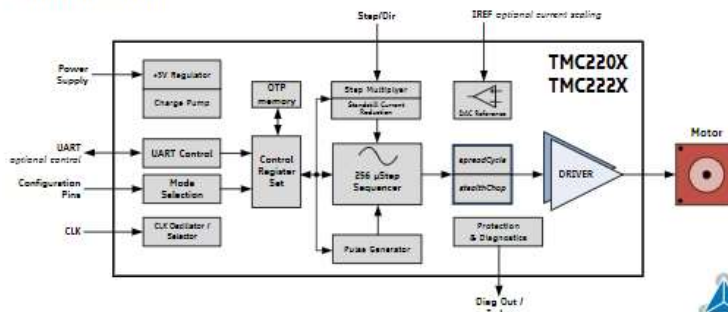 Step/Dir
IREF optional current scaling
TMC220X
TMC222X
Power
Supply
+5V Regulator
Charge Pump
OTP
memory
Step Multiplyer
Standstill Current
Reduction
DAC Reference
Motor
UART
optional control
UART Control
Control
Register
Set
256 µStep
Sequencer
spreadCycle
stealthChop
DRIVER
Configuration
Pins
Mode
Selection
CLK
CLK Oscillator /
Selector
Pulse Generator
Protection
& Diagnostics
Diag Out /